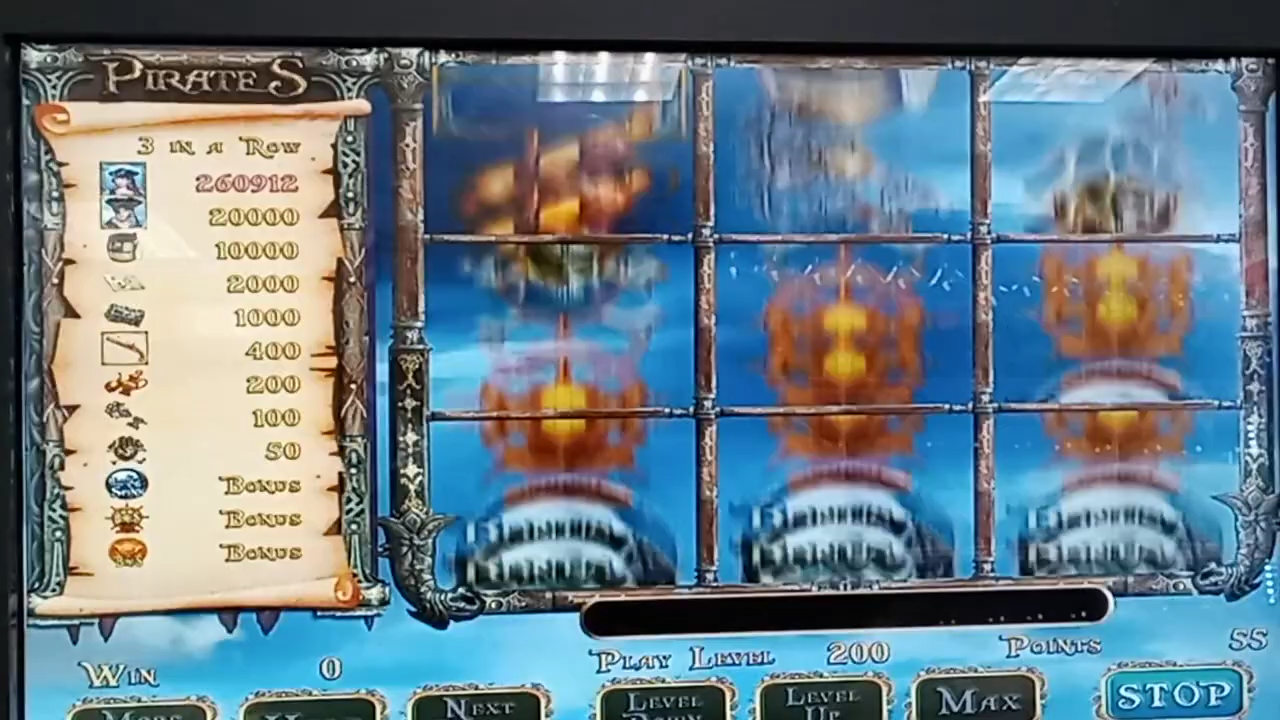 PIRATES
3 IN A ROW
260912
20000
10000
2000
1000
400
200
100
50
BONUS
BONUS
BONUS
WIN 0
PLAY LEVEL 200
POINTS 55
NEXT
LEVEL DOWN
LEVEL UP
MAX
STOP